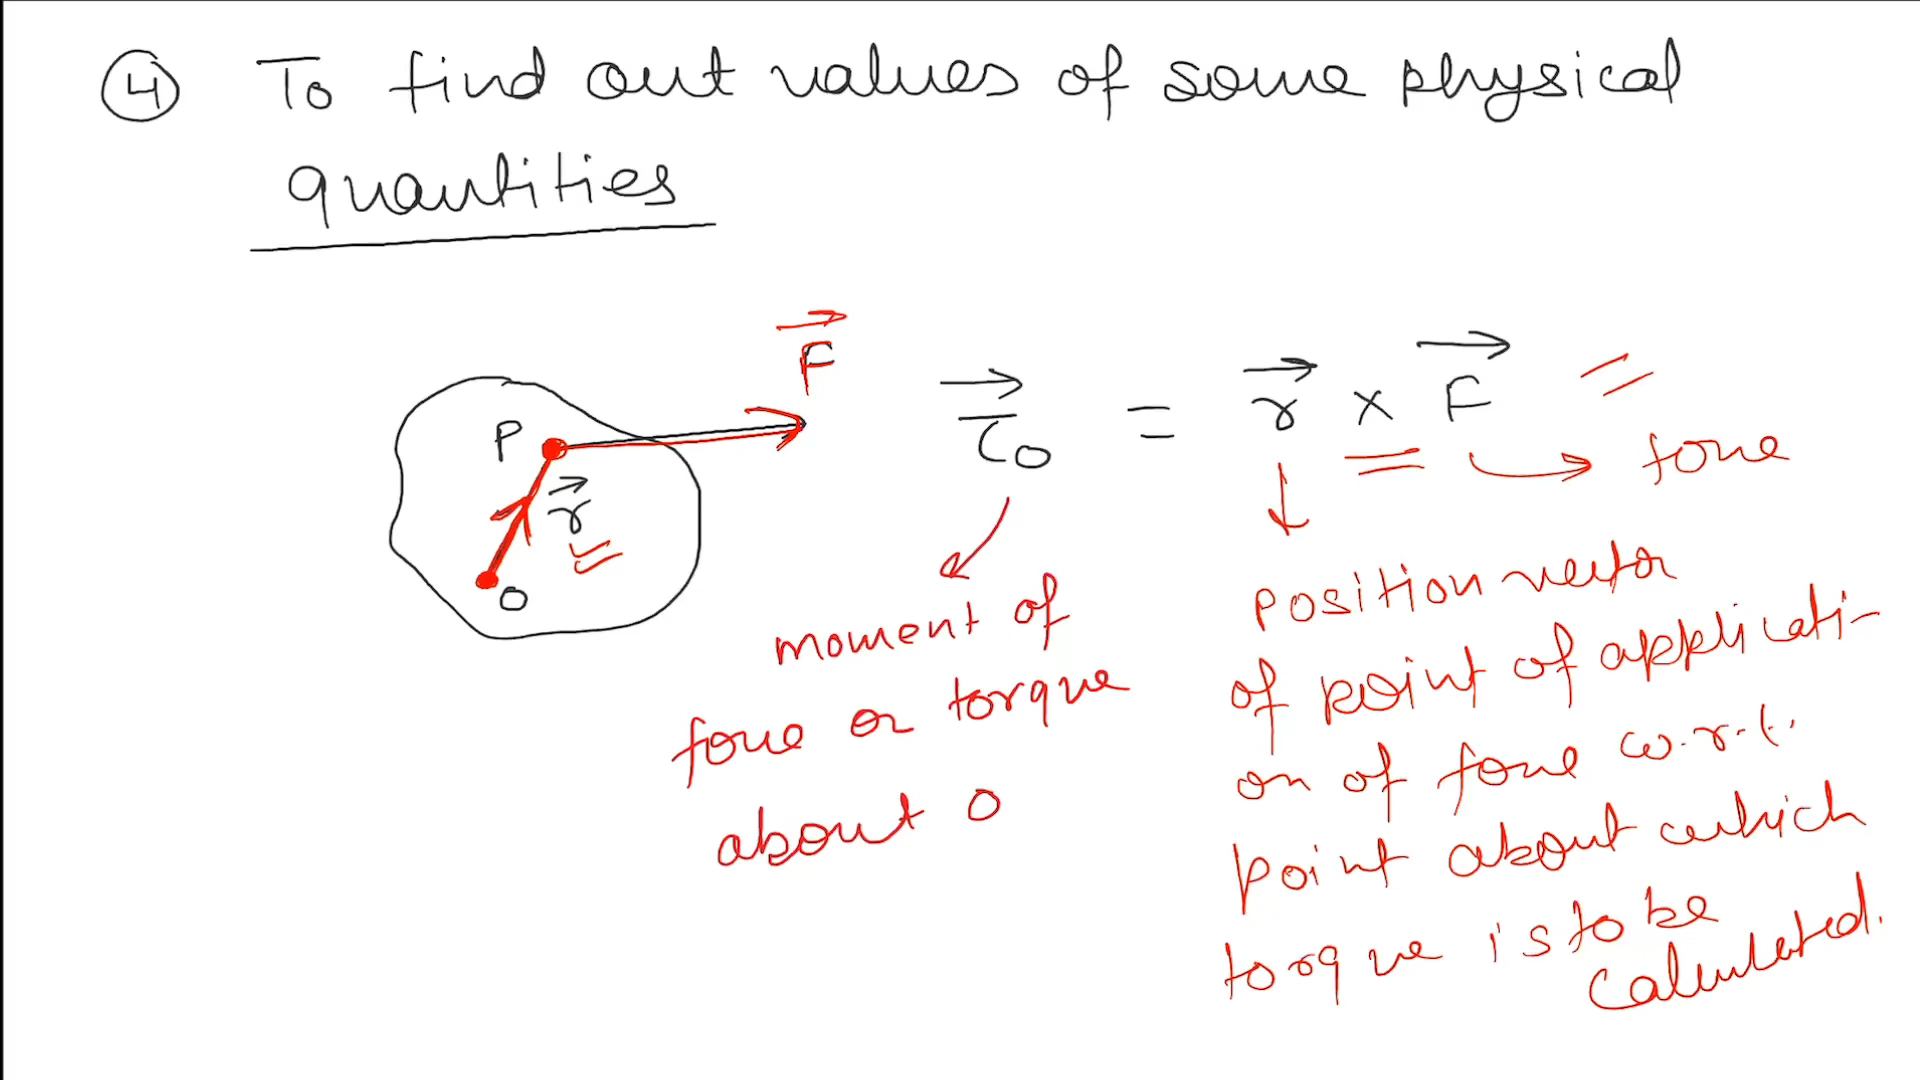 ④ To find out values of some physical
quantities
P
O
r⃗
F⃗
τ⃗₀ = r⃗ × F⃗
force
moment of
force or torque
about O
position vector
of point of applicati-
on of force w.r.t.
point about which
torque is to be
calculated.